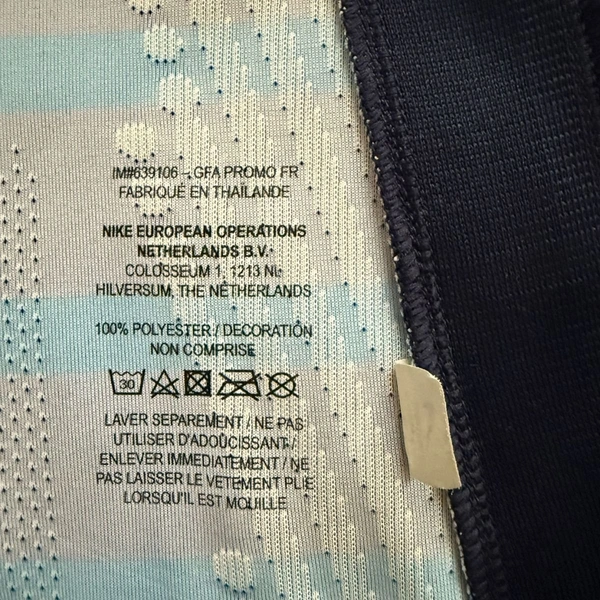 IM#639106 - GFA PROMO FR
FABRIQUÉ EN THAÏLANDE
NIKE EUROPEAN OPERATIONS
NETHERLANDS B.V.
COLOSSEUM 1, 1213 NL
HILVERSUM, THE NETHERLANDS
100% POLYESTER / DECORATION
NON COMPRISE
30
LAVER SEPAREMENT / NE PAS
UTILISER D'ADOUCISSANT /
ENLEVER IMMEDIATEMENT / NE
PAS LAISSER LE VETEMENT PLIE
LORSQU'IL EST MOUILLE